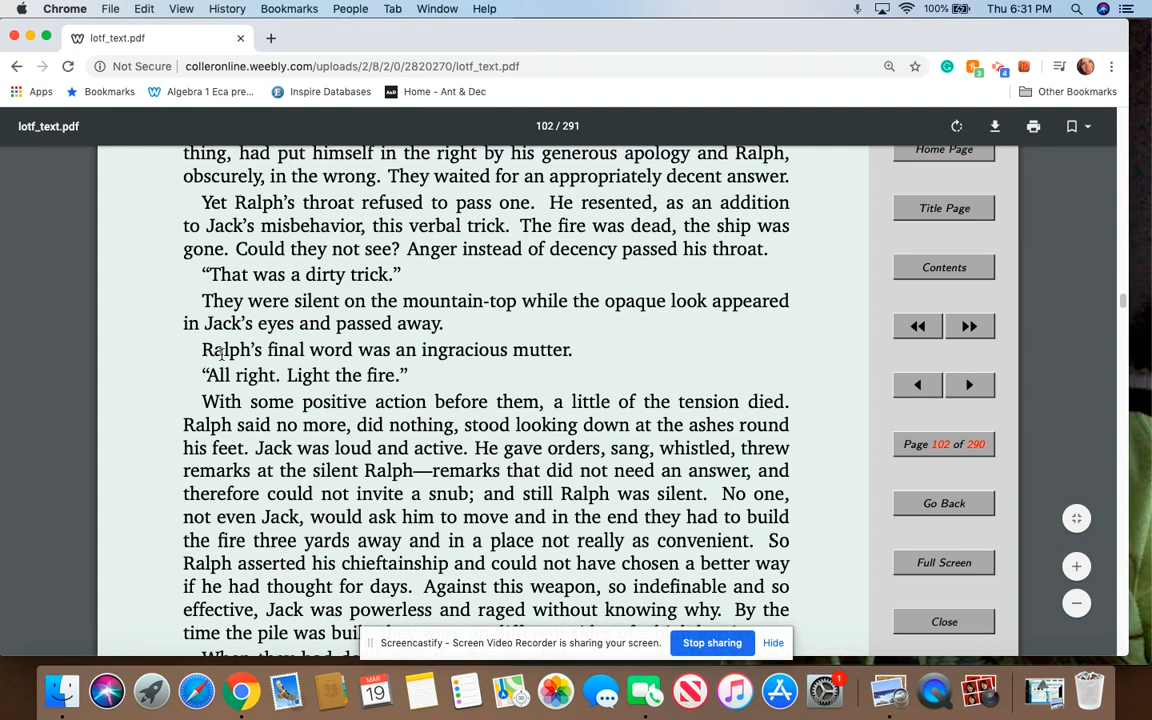 Chrome File Edit View History Bookmarks People Tab Window Help 100% Thu 6:31 PM
lotf_text.pdf
Not Secure colleronline.weebly.com/uploads/2/8/2/0/2820270/lotf_text.pdf 3 4
Apps Bookmarks Algebra 1 Eca pre... Inspire Databases Home - Ant & Dec Other Bookmarks
lotf_text.pdf 102 / 291
thing, had put himself in the right by his generous apology and Ralph,
obscurely, in the wrong. They waited for an appropriately decent answer.
Yet Ralph's throat refused to pass one. He resented, as an addition
to Jack's misbehavior, this verbal trick. The fire was dead, the ship was
gone. Could they not see? Anger instead of decency passed his throat.
“That was a dirty trick.”
They were silent on the mountain-top while the opaque look appeared
in Jack's eyes and passed away.
Ralph's final word was an ingracious mutter.
“All right. Light the fire.”
With some positive action before them, a little of the tension died.
Ralph said no more, did nothing, stood looking down at the ashes round
his feet. Jack was loud and active. He gave orders, sang, whistled, threw
remarks at the silent Ralph—remarks that did not need an answer, and
therefore could not invite a snub; and still Ralph was silent. No one,
not even Jack, would ask him to move and in the end they had to build
the fire three yards away and in a place not really as convenient. So
Ralph asserted his chieftainship and could not have chosen a better way
if he had thought for days. Against this weapon, so indefinable and so
effective, Jack was powerless and raged without knowing why. By the
time the pile was
Home Page
Title Page
Contents
Page 102 of 290
Go Back
Full Screen
Close
Screencastify - Screen Video Recorder is sharing your screen. Stop sharing Hide
MAR
19
1